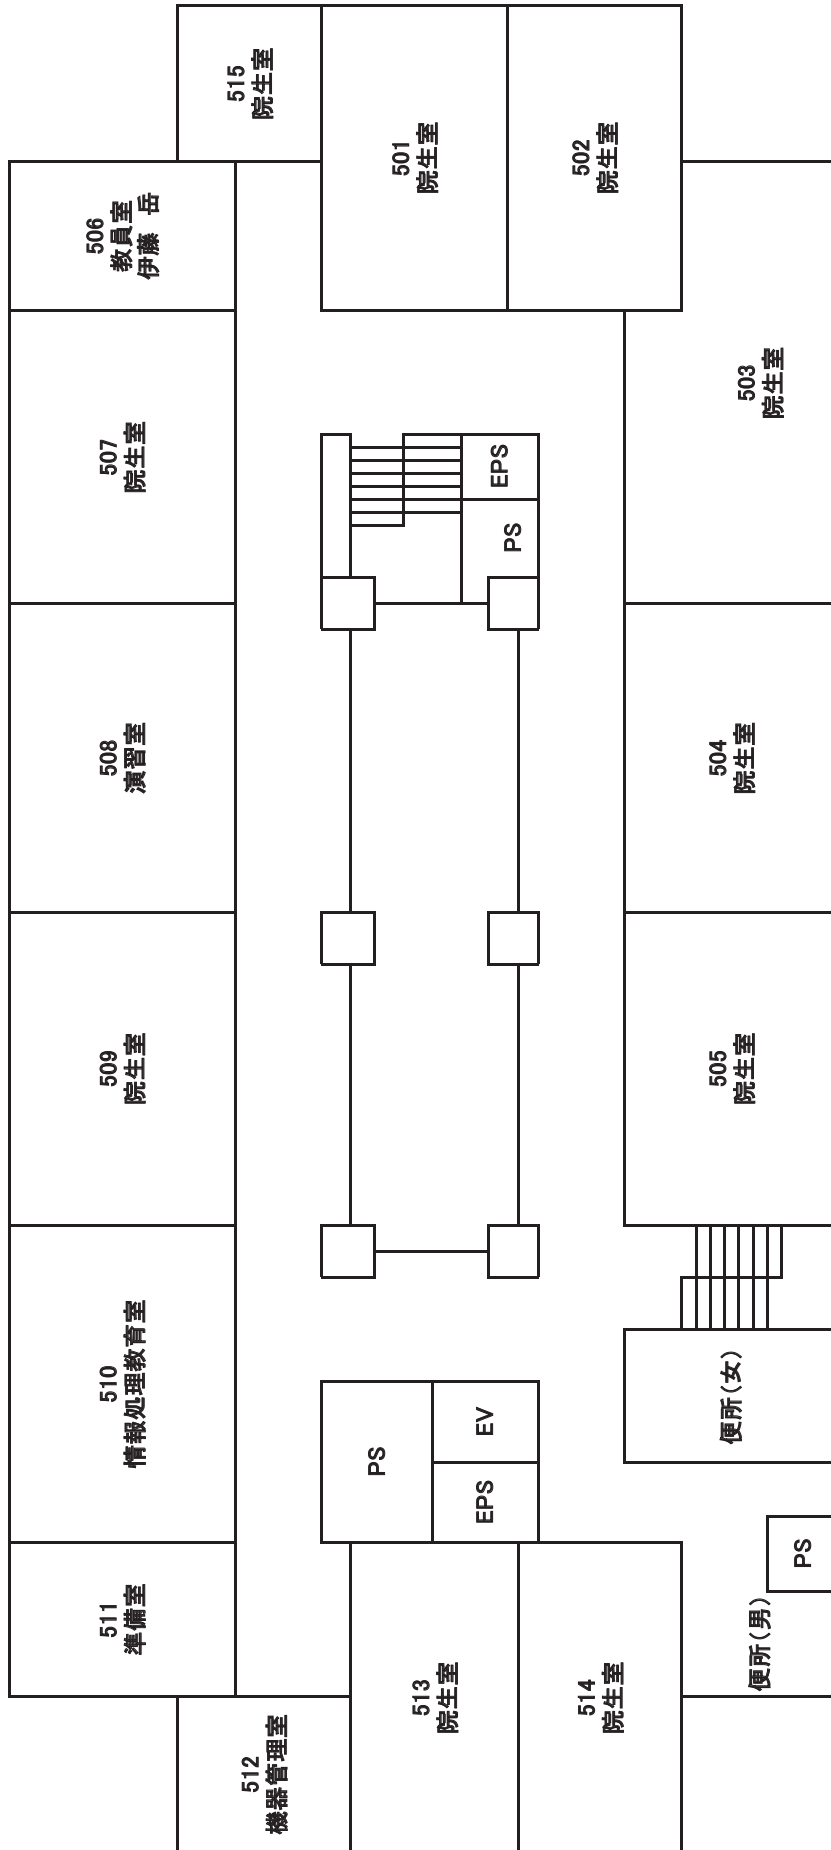 515
院生室
501
院生室
502
院生室
506
教員室
伊藤　岳
503
院生室
507
院生室
EPS
PS
508
演習室
504
院生室
509
院生室
505
院生室
510
情報処理教育室
便所(女)
PS
EV
EPS
PS
511
準備室
便所(男)
513
院生室
514
院生室
512
機器管理室